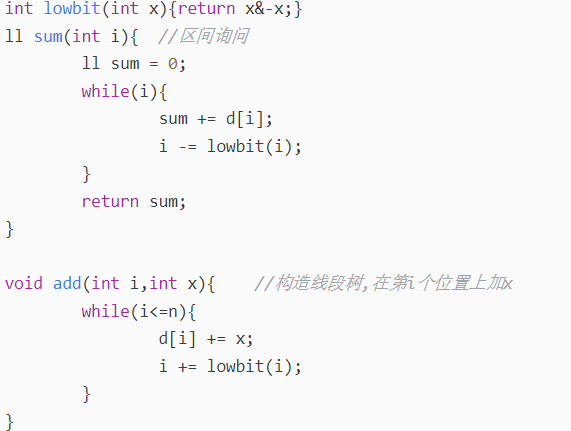 int lowbit(int x){return x&-x;}
ll sum(int i){  //区间询问
        ll sum = 0;
        while(i){
                sum += d[i];
                i -= lowbit(i);
        }
        return sum;
}
void add(int i,int x){    //构造线段树,在第i个位置上加x
        while(i<=n){
                d[i] += x;
                i += lowbit(i);
        }
}